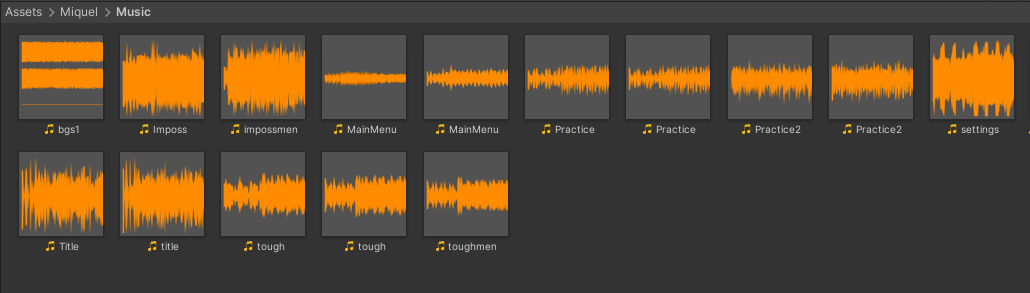 Assets > Miquel > Music
bgs1 Imposs impossmen MainMenu MainMenu Practice Practice Practice2 Practice2 settings
Title title tough tough toughmen